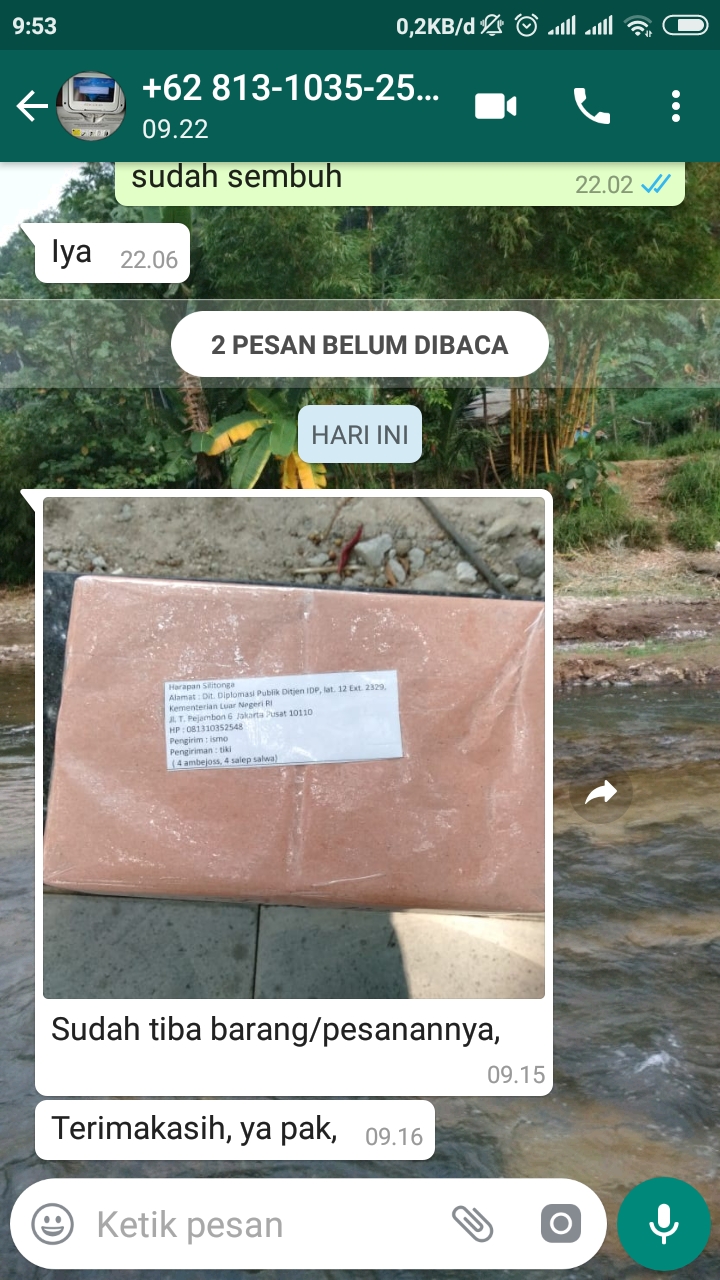 9:53
0,2KB/d
+62 813-1035-25...
09.22
sudah sembuh
22.02
Iya
22.06
2 PESAN BELUM DIBACA
HARI INI
Harapan Silitonga
Alamat : Dit. Diplomasi Publik Ditjen IDP, lat. 12 Ext. 2329,
Kementerian Luar Negeri RI
Jl. T. Pejambon 6 Jakarta Pusat 10110
HP : 081310352548
Pengirim : ismo
Pengiriman : tiki
( 4 ambejoss, 4 salep salwa)
Sudah tiba barang/pesanannya,
09.15
Terimakasih, ya pak,
09.16
Ketik pesan